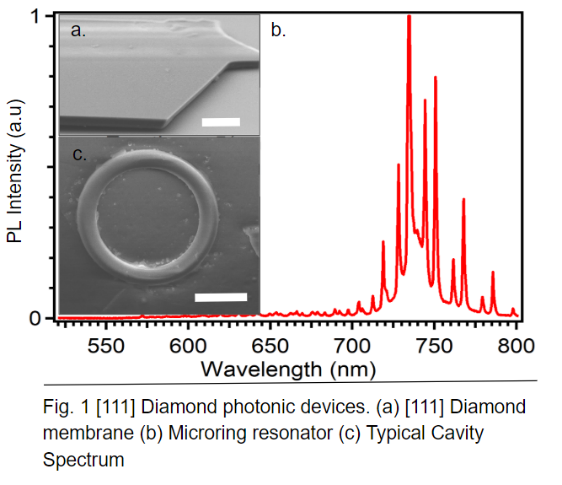 1
a.
b.
c.
PL Intensity (a.u)
0
550 600 650 700 750 800
Wavelength (nm)
Fig. 1 [111] Diamond photonic devices. (a) [111] Diamond
membrane (b) Microring resonator (c) Typical Cavity
Spectrum